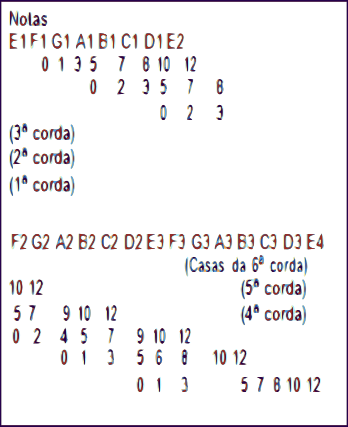 Notas
E1F1 G1 A1 B1 C1 D1E2
0 1 3 5 7 8 10 12
0 2 3 5 7 8
0 2 3
(3ª corda)
(2ª corda)
(1ª corda)
F2 G2 A2 B2 C2 D2 E3 F3 G3 A3 B3 C3 D3 E4
(Casas da 6ª corda)
10 12 (5ª corda)
5 7 9 10 12 (4ª corda)
0 2 4 5 7 9 10 12
0 1 3 5 6 8 10 12
0 1 3 5 7 8 10 12